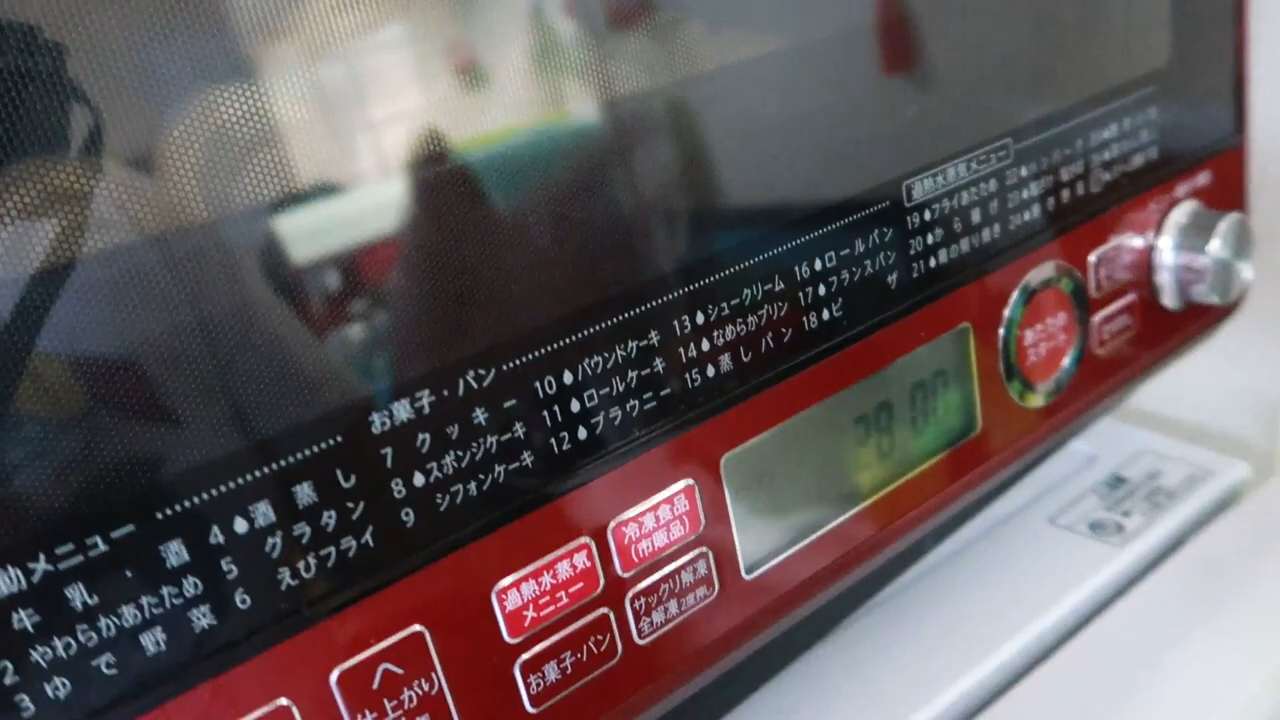 動メニュー
牛乳・酒
2 やわらかあたため
3 ゆで野菜
4 酒蒸し
5 グラタン
6 えびフライ
お菓子・パン
7 クッキー
8 スポンジケーキ
9 シフォンケーキ
10 パウンドケーキ
11 ロールケーキ
12 ブラウニー
13 シュークリーム
14 なめらかプリン
15 蒸しパン
16 ロールパン
17 フランスパン
18 ピザ
過熱水蒸気メニュー
19 フライあたため
20 から揚げ
21 鶏の照り焼き
あたため
スタート
冷凍食品
(市販品)
過熱水蒸気
メニュー
サックリ解凍
全解凍2度押し
お菓子・パン
仕上がり